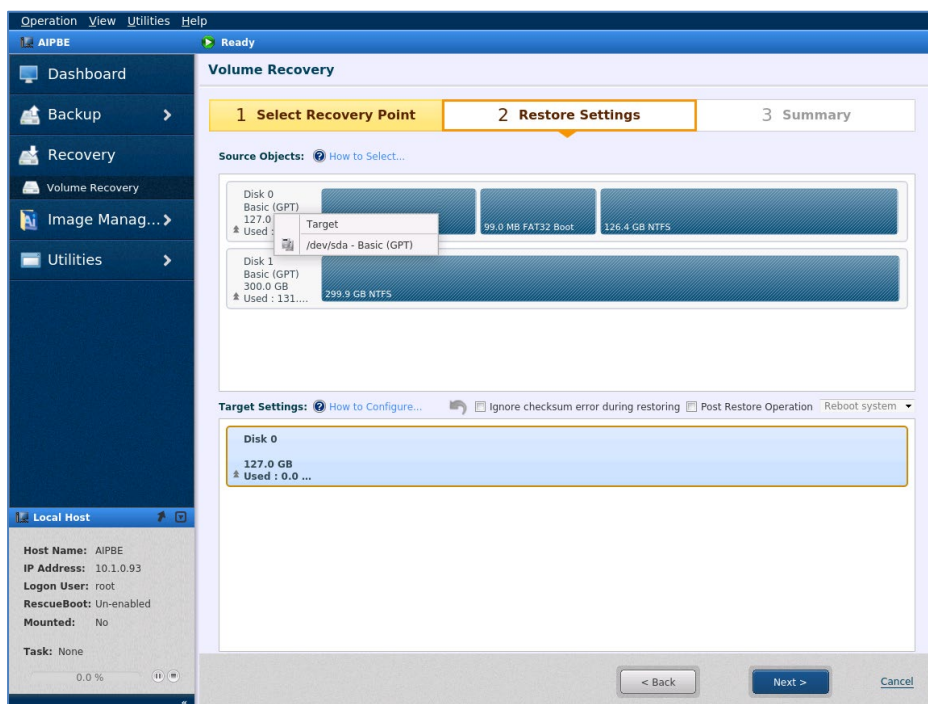 Operation View Utilities Help
AIPBE
Ready
Dashboard
Backup
Recovery
Volume Recovery
Image Manag...
Utilities
Volume Recovery
1 Select Recovery Point
2 Restore Settings
3 Summary
Source Objects: How to Select...
Disk 0
Basic (GPT)
127.0
Used :
Target
/dev/sda - Basic (GPT)
99.0 MB FAT32 Boot
126.4 GB NTFS
Disk 1
Basic (GPT)
300.0 GB
Used : 131....
299.9 GB NTFS
Target Settings: How to Configure... Ignore checksum error during restoring Post Restore Operation Reboot system
Disk 0
127.0 GB
Used : 0.0 ...
Local Host
Host Name: AIPBE
IP Address: 10.1.0.93
Logon User: root
RescueBoot: Un-enabled
Mounted: No
Task: None
0.0 %
< Back
Next >
Cancel